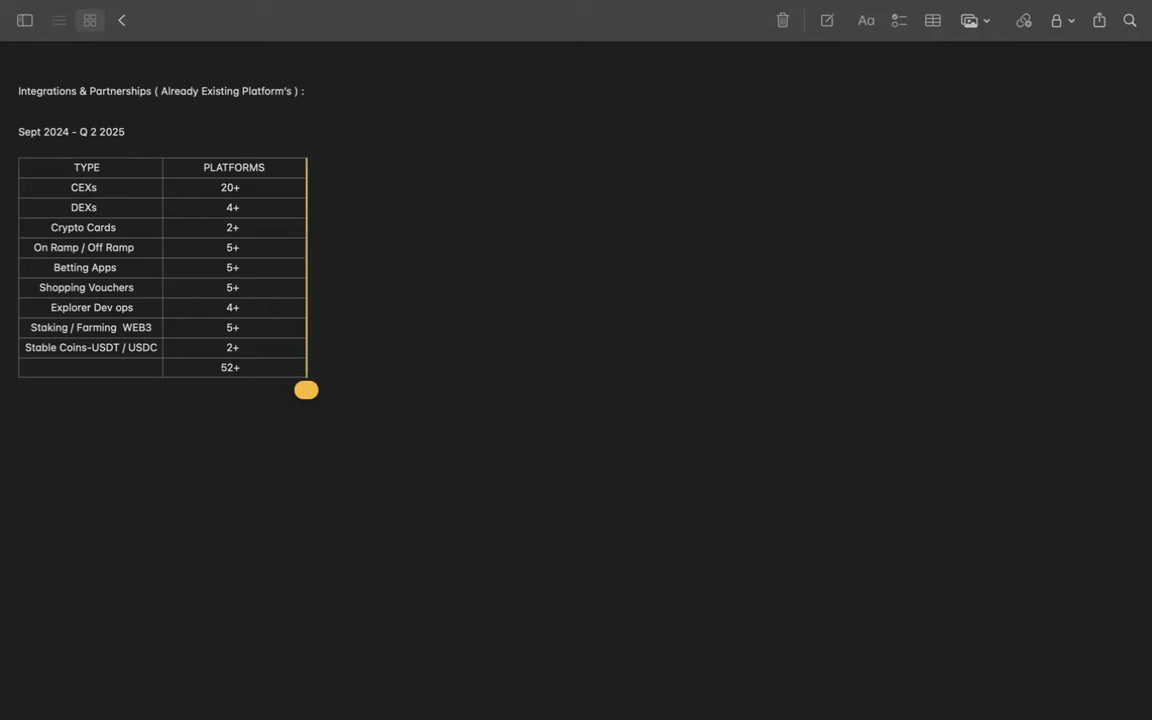 Aa
Integrations & Partnerships ( Already Existing Platform's ) :
Sept 2024 - Q 2 2025
TYPE PLATFORMS
CEXs 20+
DEXs 4+
Crypto Cards 2+
On Ramp / Off Ramp 5+
Betting Apps 5+
Shopping Vouchers 5+
Explorer Dev ops 4+
Staking / Farming  WEB3 5+
Stable Coins-USDT / USDC 2+
52+